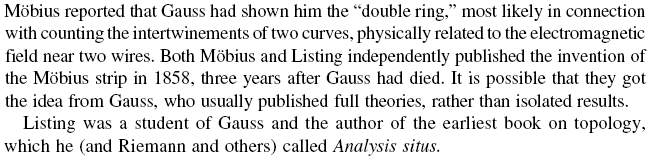 Möbius reported that Gauss had shown him the “double ring,” most likely in connection
with counting the intertwinements of two curves, physically related to the electromagnetic
field near two wires. Both Möbius and Listing independently published the invention of
the Möbius strip in 1858, three years after Gauss had died. It is possible that they got
the idea from Gauss, who usually published full theories, rather than isolated results.
Listing was a student of Gauss and the author of the earliest book on topology,
which he (and Riemann and others) called Analysis situs.